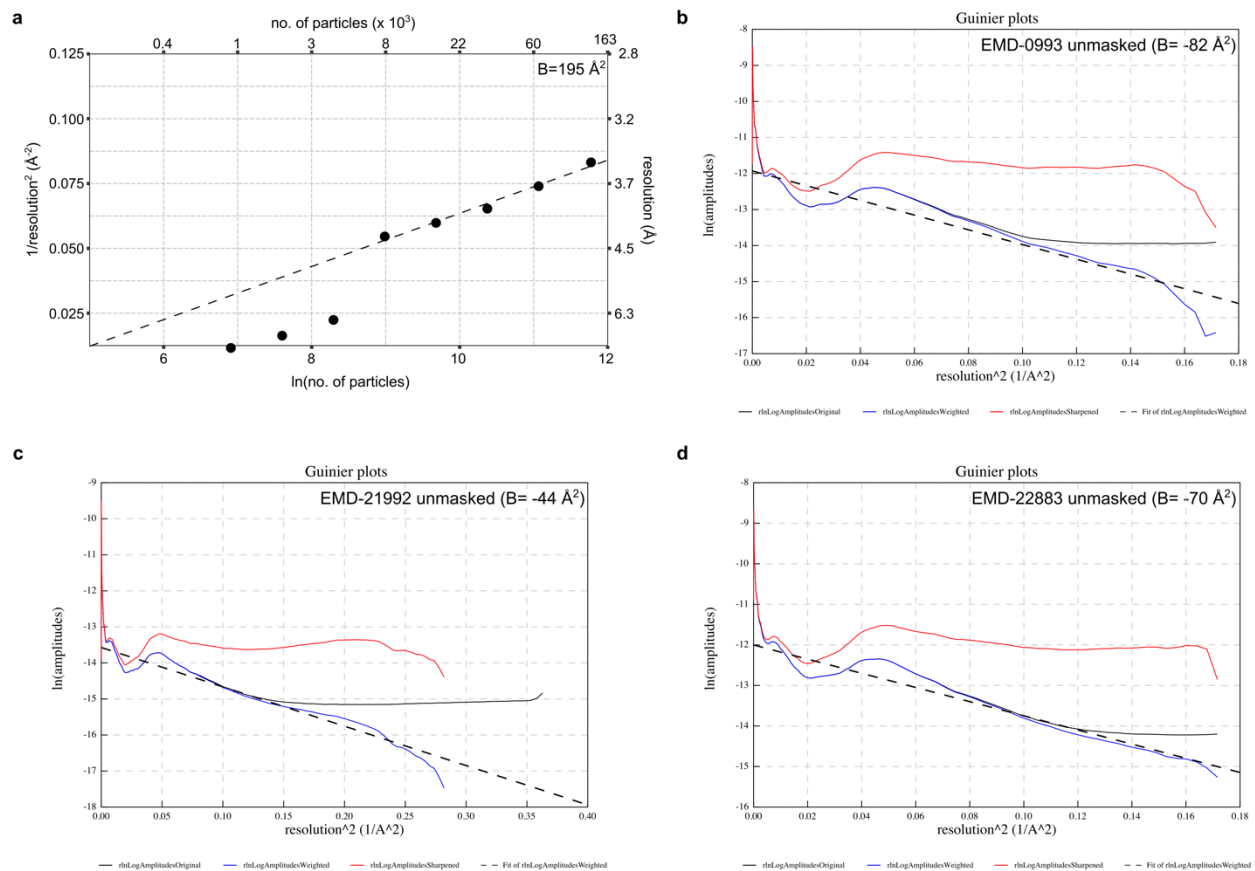 a
no. of particles (x 10³)
0.4 1 3 8 22 60 163
0.125
0.100
0.075
0.050
0.025
B=195 Å²
2.8
3.2
3.7
4.5
6.3
1/resolution² (Å⁻²)
resolution (Å)
6 8 10 12
ln(no. of particles)
b
Guinier plots
EMD-0993 unmasked (B= -82 Å²)
-8
-9
-10
-11
-12
-13
-14
-15
-16
-17
ln(amplitudes)
0.00 0.02 0.04 0.06 0.08 0.10 0.12 0.14 0.16 0.18
resolution^2 (1/A^2)
rlnLogAmplitudesOriginal rlnLogAmplitudesWeighted rlnLogAmplitudesSharpened Fit of rlnLogAmplitudesWeighted
c
Guinier plots
EMD-21992 unmasked (B= -44 Å²)
-9
-10
-11
-12
-13
-14
-15
-16
-17
-18
ln(amplitudes)
0.00 0.05 0.10 0.15 0.20 0.25 0.30 0.35 0.40
resolution^2 (1/A^2)
rlnLogAmplitudesOriginal rlnLogAmplitudesWeighted rlnLogAmplitudesSharpened Fit of rlnLogAmplitudesWeighted
d
Guinier plots
EMD-22883 unmasked (B= -70 Å²)
-8
-9
-10
-11
-12
-13
-14
-15
-16
ln(amplitudes)
0.00 0.02 0.04 0.06 0.08 0.10 0.12 0.14 0.16 0.18
resolution^2 (1/A^2)
rlnLogAmplitudesOriginal rlnLogAmplitudesWeighted rlnLogAmplitudesSharpened Fit of rlnLogAmplitudesWeighted